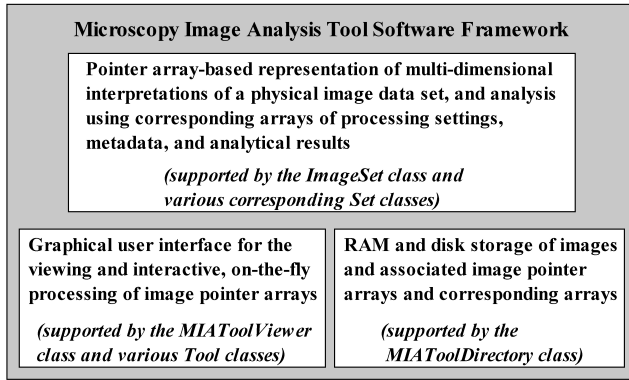 Microscopy Image Analysis Tool Software Framework
Pointer array-based representation of multi-dimensional
interpretations of a physical image data set, and analysis
using corresponding arrays of processing settings,
metadata, and analytical results
(supported by the ImageSet class and
various corresponding Set classes)
Graphical user interface for the
viewing and interactive, on-the-fly
processing of image pointer arrays
(supported by the MIAToolViewer
class and various Tool classes)
RAM and disk storage of images
and associated image pointer
arrays and corresponding arrays
(supported by the
MIAToolDirectory class)